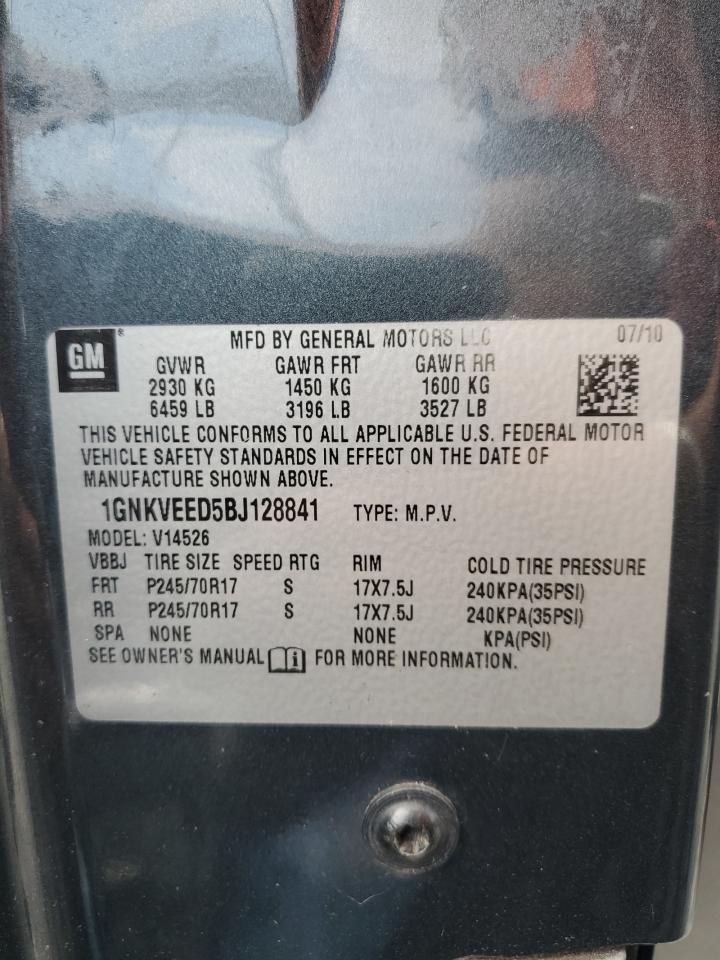 GM
MFD BY GENERAL MOTORS LLC 07/10
GVWR GAWR FRT GAWR RR
2930 KG 1450 KG 1600 KG
6459 LB 3196 LB 3527 LB
THIS VEHICLE CONFORMS TO ALL APPLICABLE U.S. FEDERAL MOTOR
VEHICLE SAFETY STANDARDS IN EFFECT ON THE DATE OF
MANUFACTURE SHOWN ABOVE.
1GNKVEED5BJ128841 TYPE: M.P.V.
MODEL: V14526
VBBJ TIRE SIZE SPEED RTG RIM COLD TIRE PRESSURE
FRT P245/70R17 S 17X7.5J 240KPA(35PSI)
RR P245/70R17 S 17X7.5J 240KPA(35PSI)
SPA NONE NONE KPA(PSI)
SEE OWNER'S MANUAL FOR MORE INFORMATION.